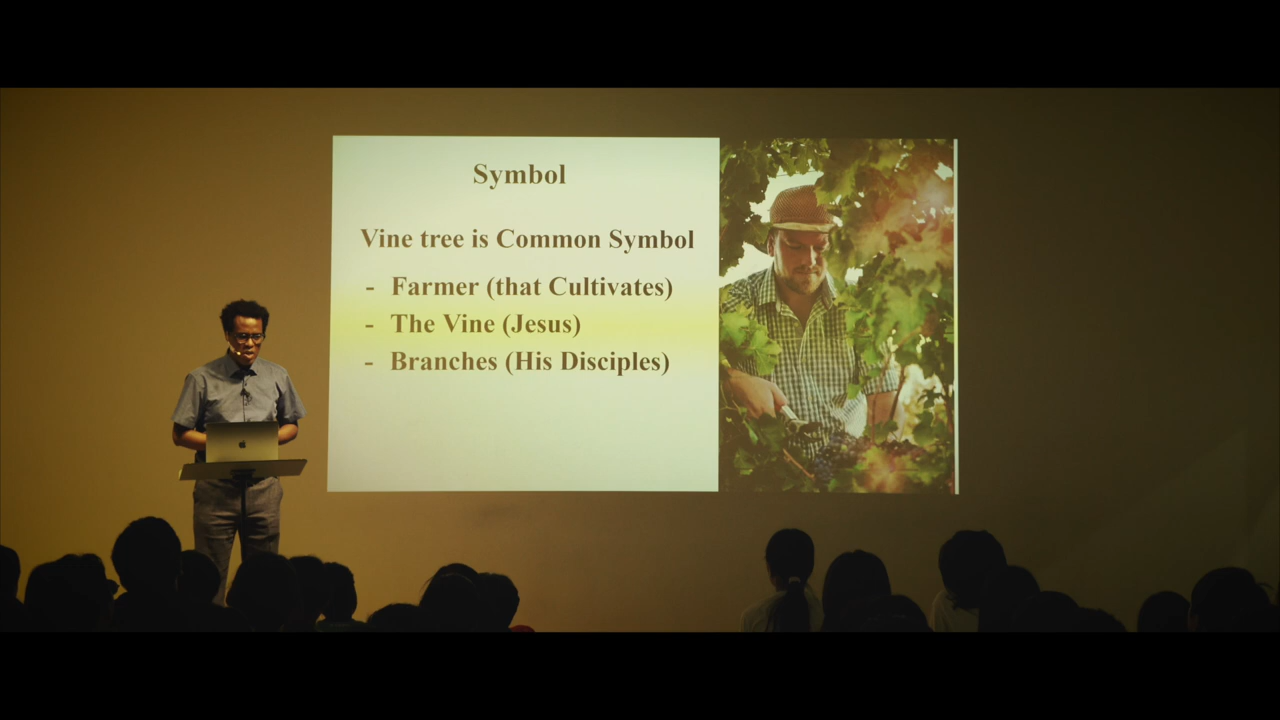 Symbol
Vine tree is Common Symbol
- Farmer (that Cultivates)
- The Vine (Jesus)
- Branches (His Disciples)